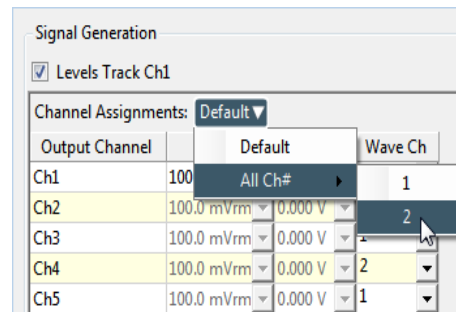 Signal Generation
Levels Track Ch1
Channel Assignments: Default▼
Output Channel Default Wave Ch
Ch1 100 All Ch# 1
Ch2 100.0 mVrm 0.000 V 2
Ch3 100.0 mVrm 0.000 V
Ch4 100.0 mVrm 0.000 V 2
Ch5 100.0 mVrm 0.000 V 1